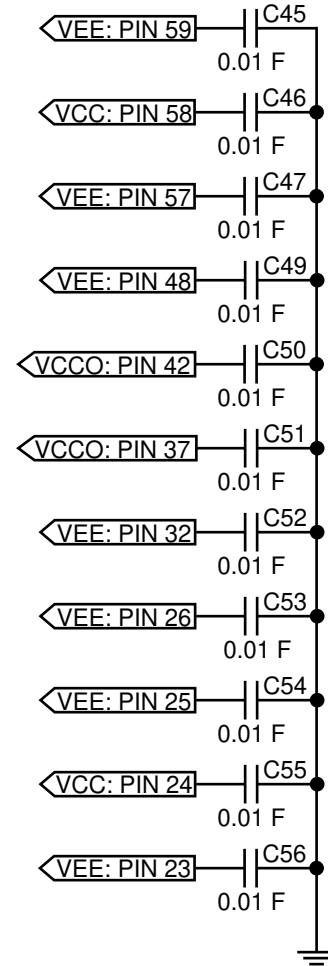 VEE: PIN 59 C45
0.01 F
VCC: PIN 58 C46
0.01 F
VEE: PIN 57 C47
0.01 F
VEE: PIN 48 C49
0.01 F
VCCO: PIN 42 C50
0.01 F
VCCO: PIN 37 C51
0.01 F
VEE: PIN 32 C52
0.01 F
VEE: PIN 26 C53
0.01 F
VEE: PIN 25 C54
0.01 F
VCC: PIN 24 C55
0.01 F
VEE: PIN 23 C56
0.01 F